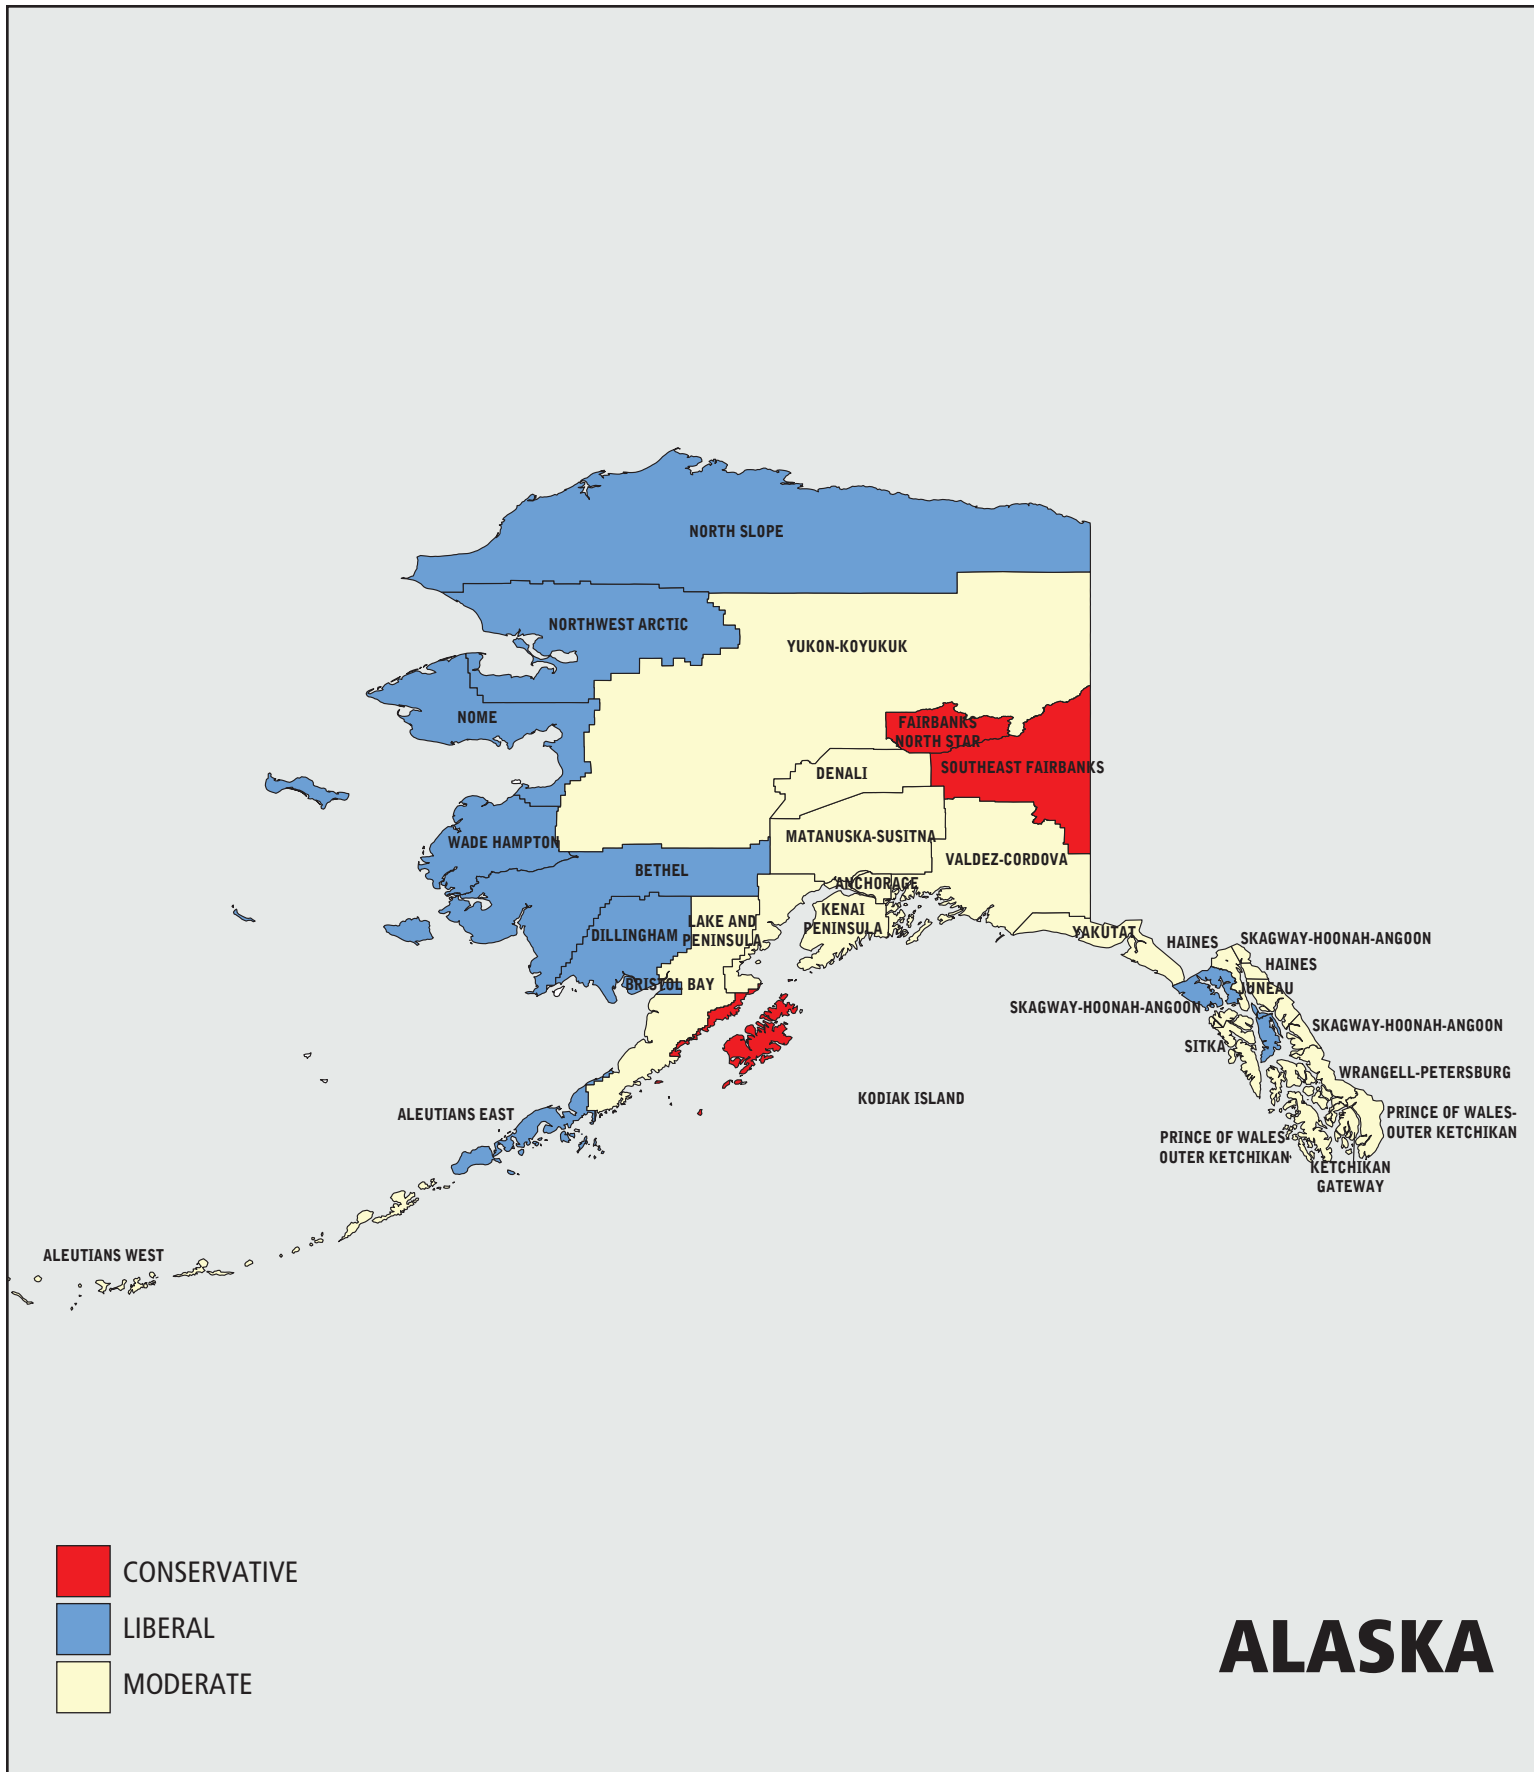 NORTH SLOPE
NORTHWEST ARCTIC
YUKON-KOYUKUK
NOME
FAIRBANKS
NORTH STAR
SOUTHEAST FAIRBANKS
DENALI
MATANUSKA-SUSITNA
WADE HAMPTON
VALDEZ-CORDOVA
BETHEL
ANCHORAGE
KENAI
PENINSULA
LAKE AND
PENINSULA
DILLINGHAM
YAKUTAT
HAINES
SKAGWAY-HOONAH-ANGOON
HAINES
BRISTOL BAY
JUNEAU
SKAGWAY-HOONAH-ANGOON
SKAGWAY-HOONAH-ANGOON
SITKA
WRANGELL-PETERSBURG
KODIAK ISLAND
ALEUTIANS EAST
PRINCE OF WALES-
OUTER KETCHIKAN
PRINCE OF WALES-
OUTER KETCHIKAN
KETCHIKAN
GATEWAY
ALEUTIANS WEST
CONSERVATIVE
LIBERAL
MODERATE
ALASKA